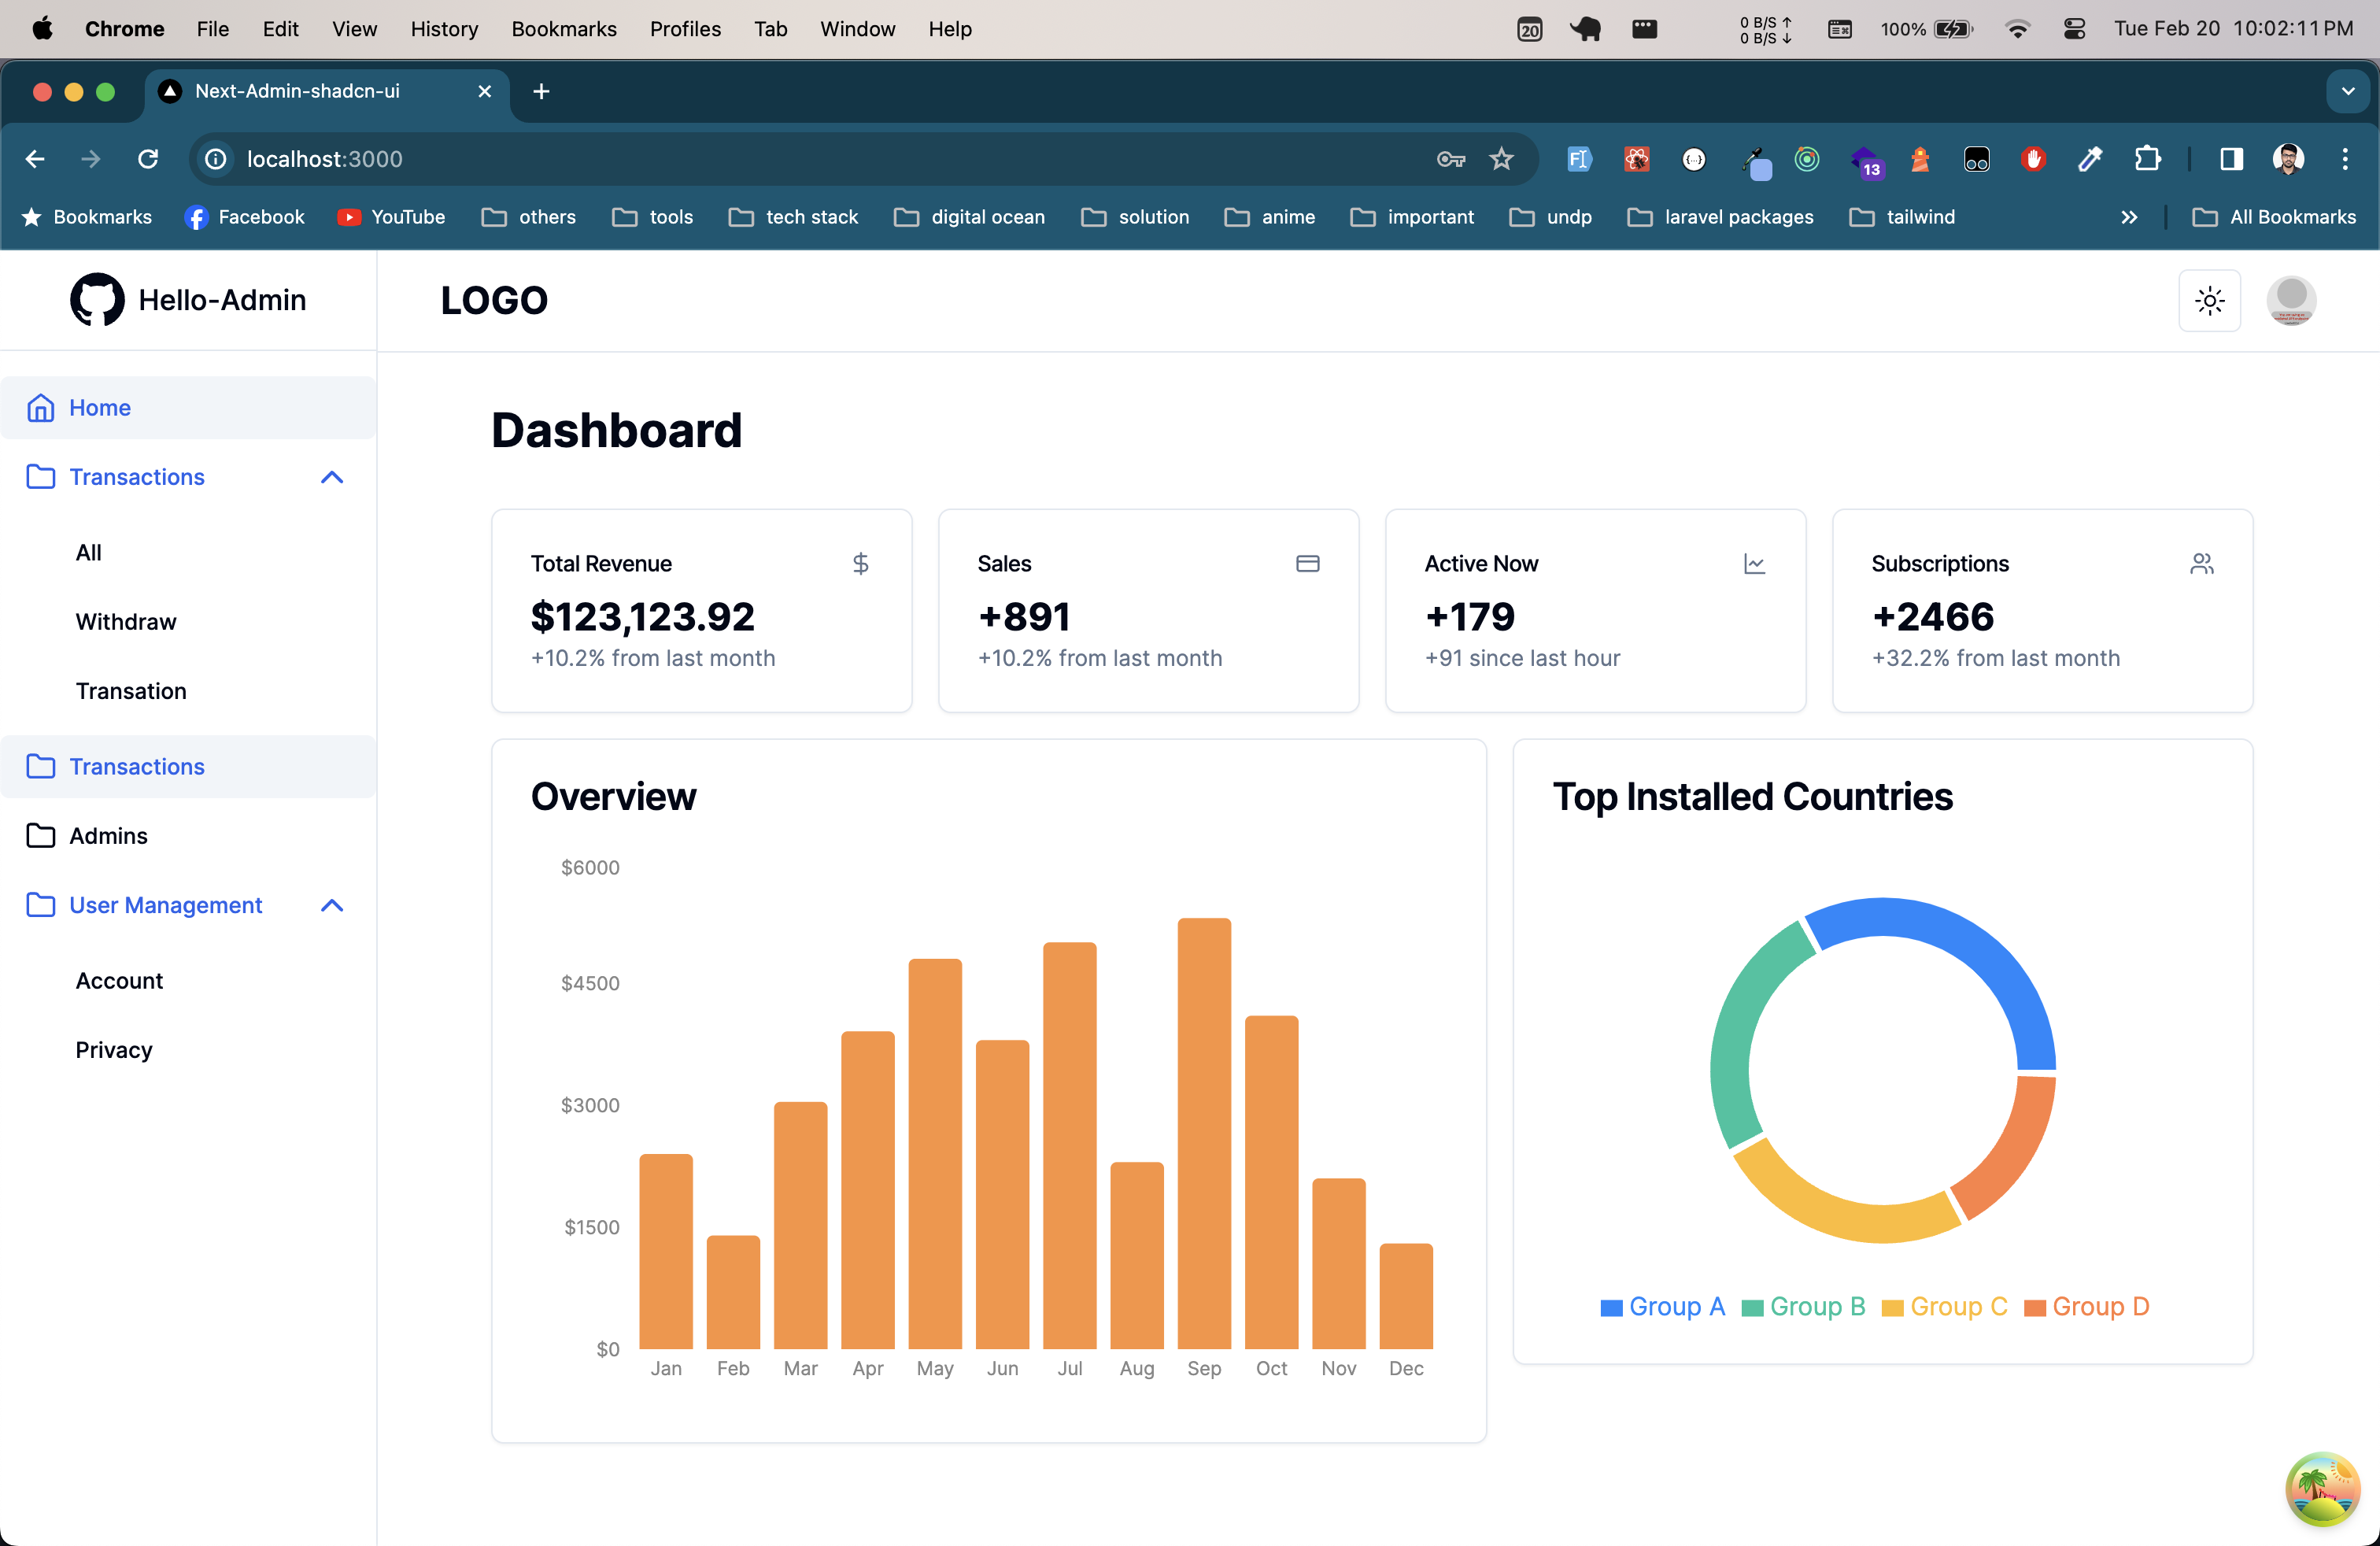 Chrome File Edit View History Bookmarks Profiles Tab Window Help 20 0 B/S ↑ 0 B/S ↓ 100% Tue Feb 20 10:02:11 PM
Next-Admin-shadcn-ui
localhost:3000 13
Bookmarks Facebook YouTube others tools tech stack digital ocean solution anime important undp laravel packages tailwind » All Bookmarks
Hello-Admin
LOGO
Home
Transactions
All
Withdraw
Transation
Transactions
Admins
User Management
Account
Privacy
Dashboard
Total Revenue
$
$123,123.92
+10.2% from last month
Sales
+891
+10.2% from last month
Active Now
+179
+91 since last hour
Subscriptions
+2466
+32.2% from last month
Overview
$6000
$4500
$3000
$1500
$0
Jan Feb Mar Apr May Jun Jul Aug Sep Oct Nov Dec
Top Installed Countries
Group A Group B Group C Group D